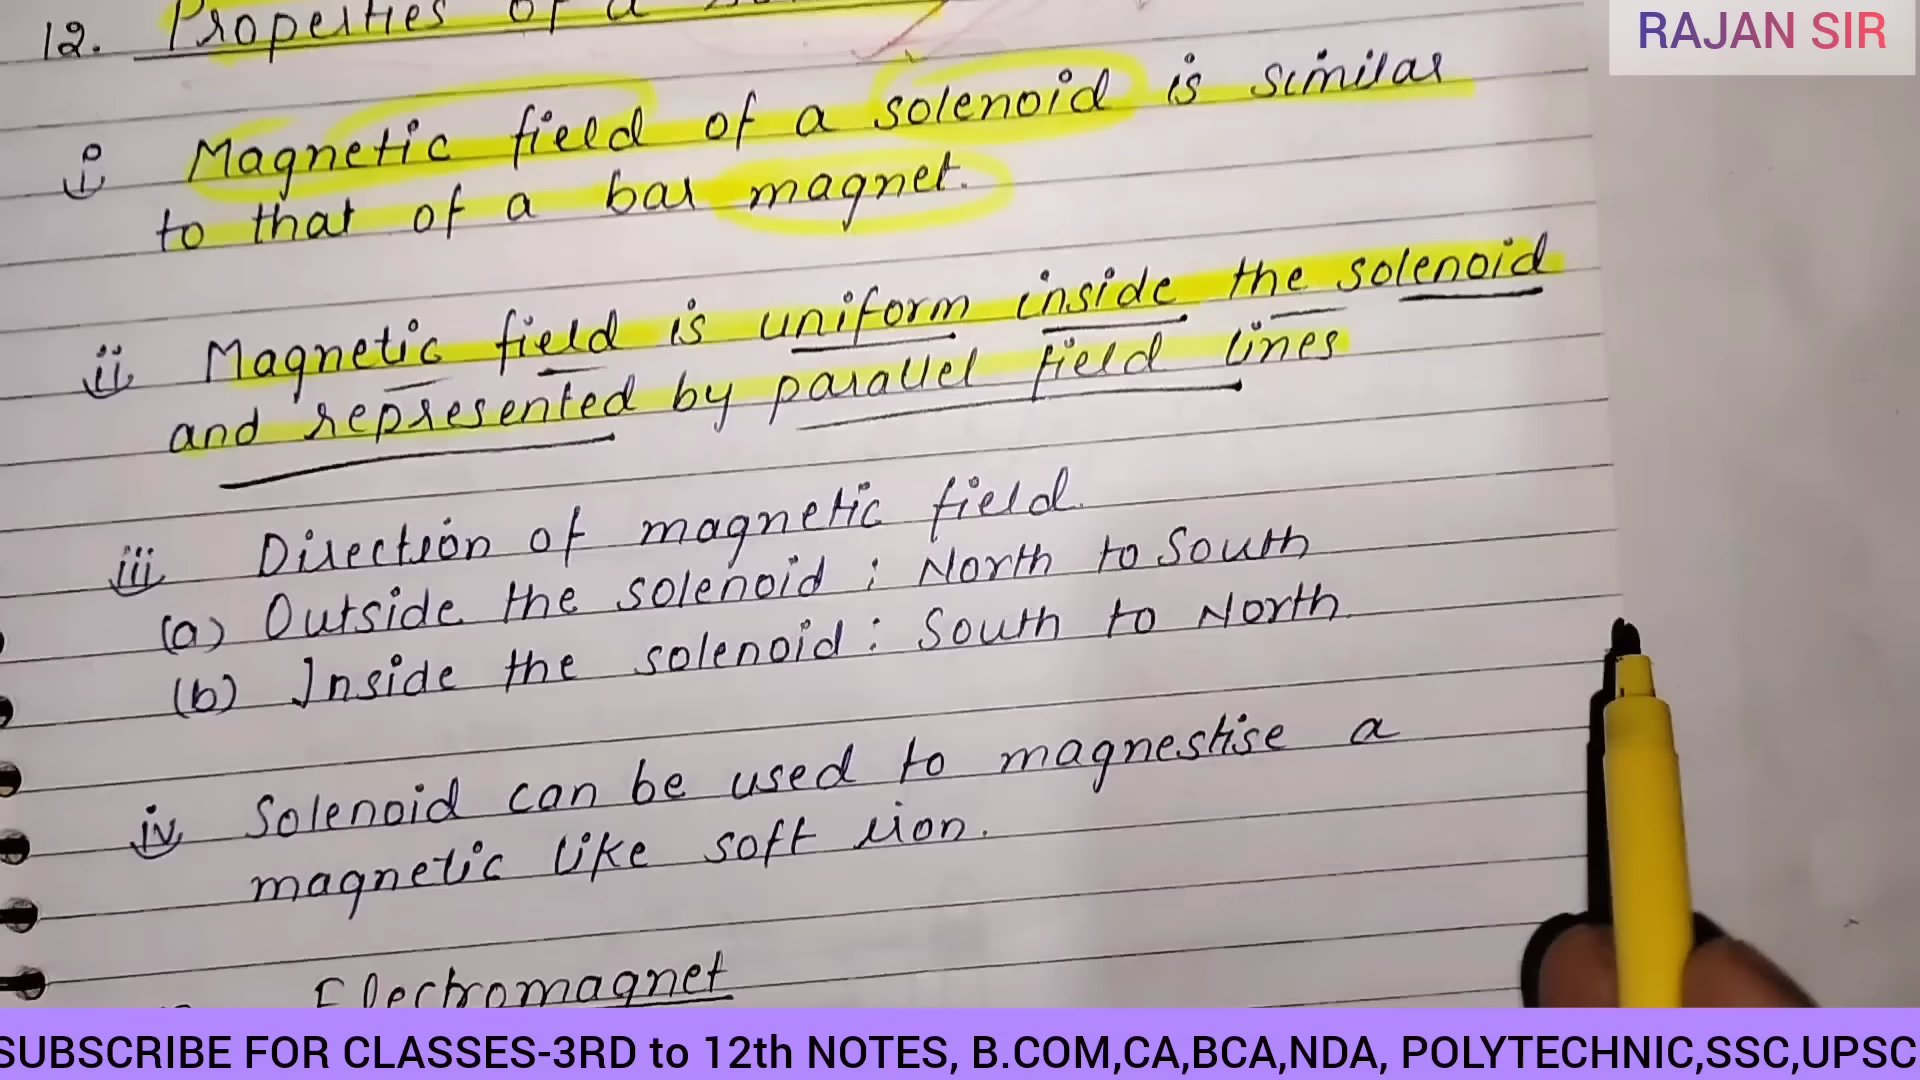 RAJAN SIR
12. Properties of a
i Magnetic field of a solenoid is similar
to that of a bar magnet.
ii Magnetic field is uniform inside the solenoid
and represented by parallel field lines
iii Direction of magnetic field.
(a) Outside the solenoid : North to South
(b) Inside the solenoid : South to North.
iv Solenoid can be used to magnestise a
magnetic like soft iron.
Electromagnet
SUBSCRIBE FOR CLASSES-3RD to 12th NOTES, B.COM,CA,BCA,NDA, POLYTECHNIC,SSC,UPSC